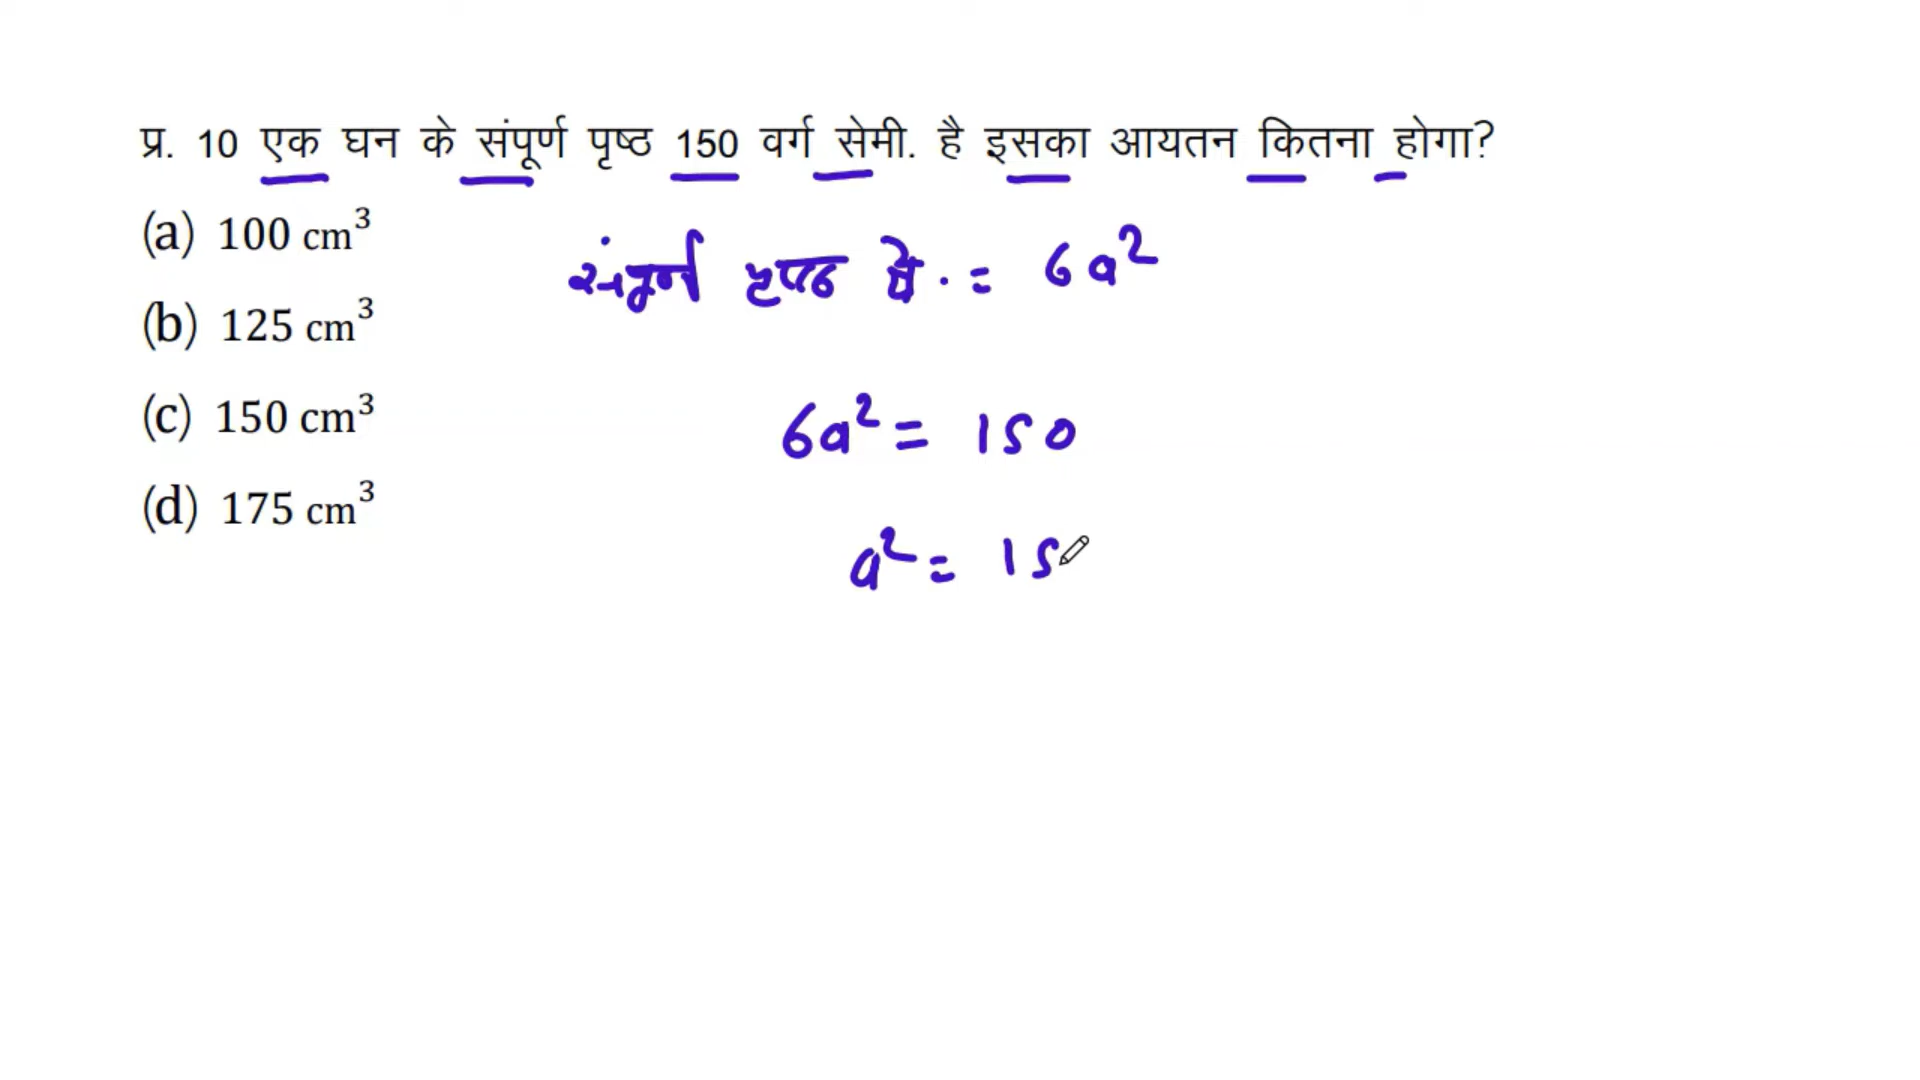 प्र. 10 एक घन के संपूर्ण पृष्ठ 150 वर्ग सेमी. है इसका आयतन कितना होगा?
(a) 100 cm³
(b) 125 cm³
(c) 150 cm³
(d) 175 cm³
संपूर्ण पृष्ठ क्षे. = 6a²
6a² = 150
a² = 15